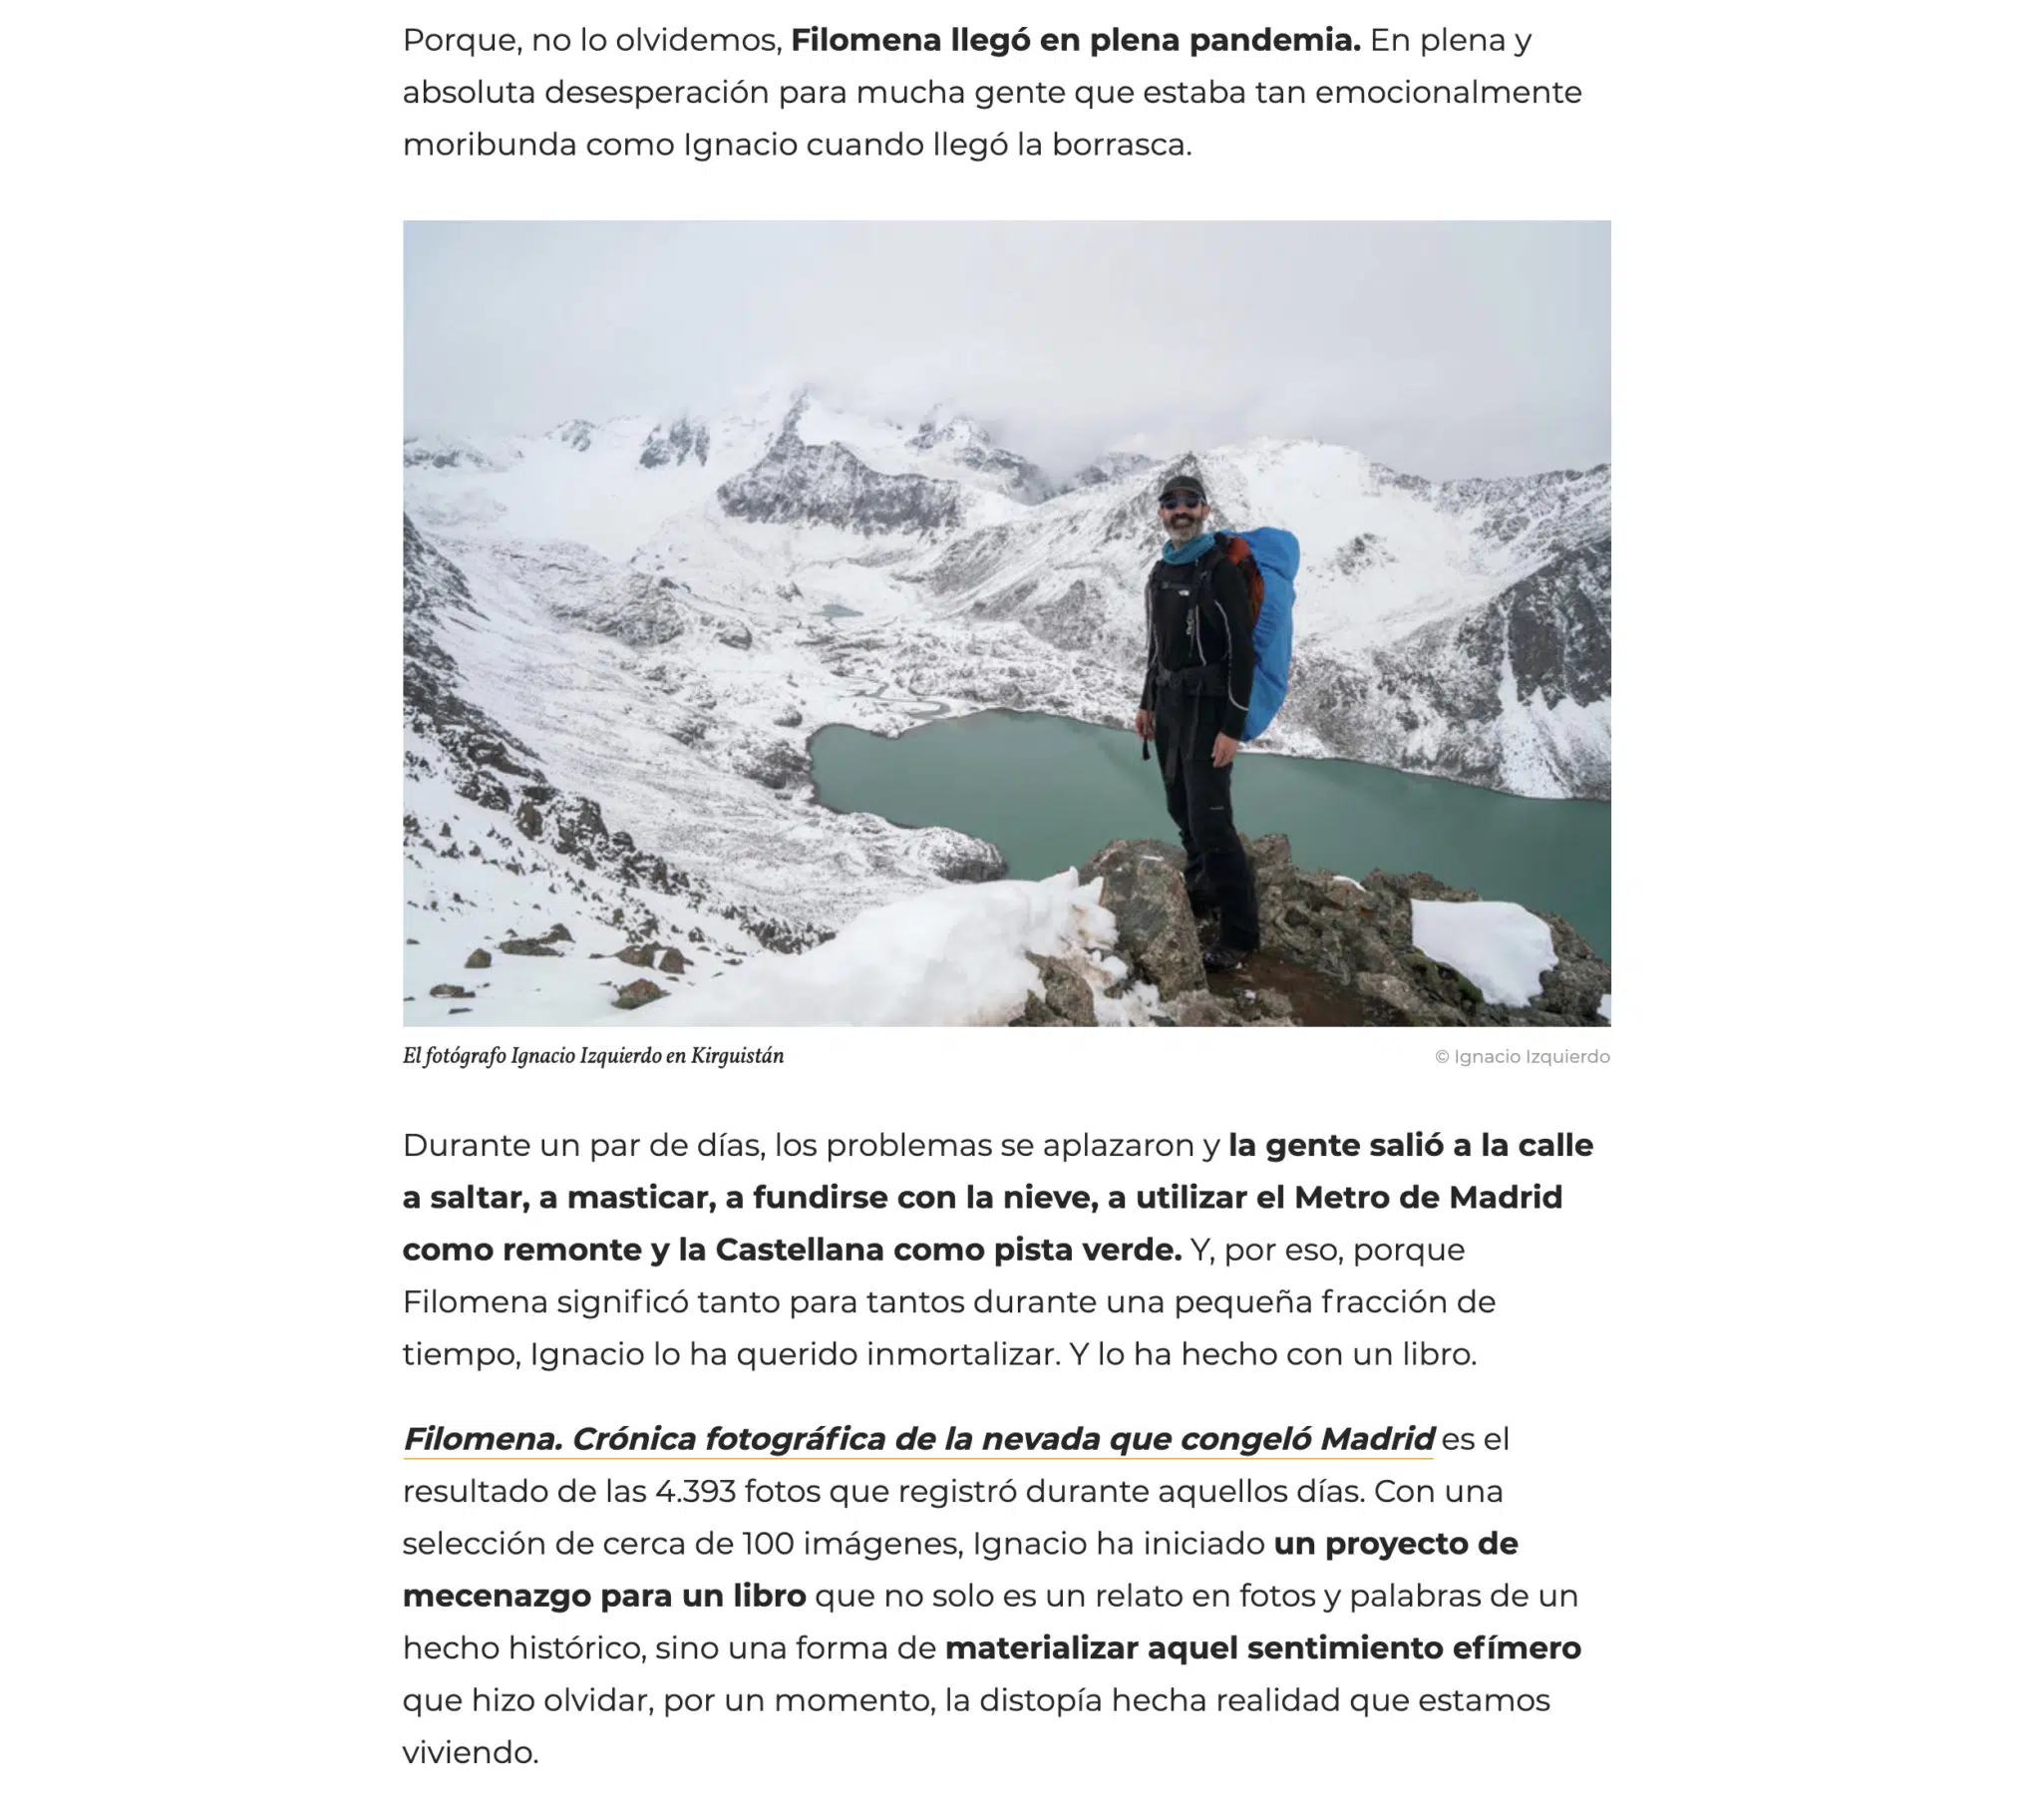 Porque, no lo olvidemos, Filomena llegó en plena pandemia. En plena y
absoluta desesperación para mucha gente que estaba tan emocionalmente
moribunda como Ignacio cuando llegó la borrasca.
El fotógrafo Ignacio Izquierdo en Kirguistán
© Ignacio Izquierdo
Durante un par de días, los problemas se aplazaron y la gente salió a la calle
a saltar, a masticar, a fundirse con la nieve, a utilizar el Metro de Madrid
como remonte y la Castellana como pista verde. Y, por eso, porque
Filomena significó tanto para tantos durante una pequeña fracción de
tiempo, Ignacio lo ha querido inmortalizar. Y lo ha hecho con un libro.
Filomena. Crónica fotográfica de la nevada que congeló Madrid es el
resultado de las 4.393 fotos que registró durante aquellos días. Con una
selección de cerca de 100 imágenes, Ignacio ha iniciado un proyecto de
mecenazgo para un libro que no solo es un relato en fotos y palabras de un
hecho histórico, sino una forma de materializar aquel sentimiento efímero
que hizo olvidar, por un momento, la distopía hecha realidad que estamos
viviendo.